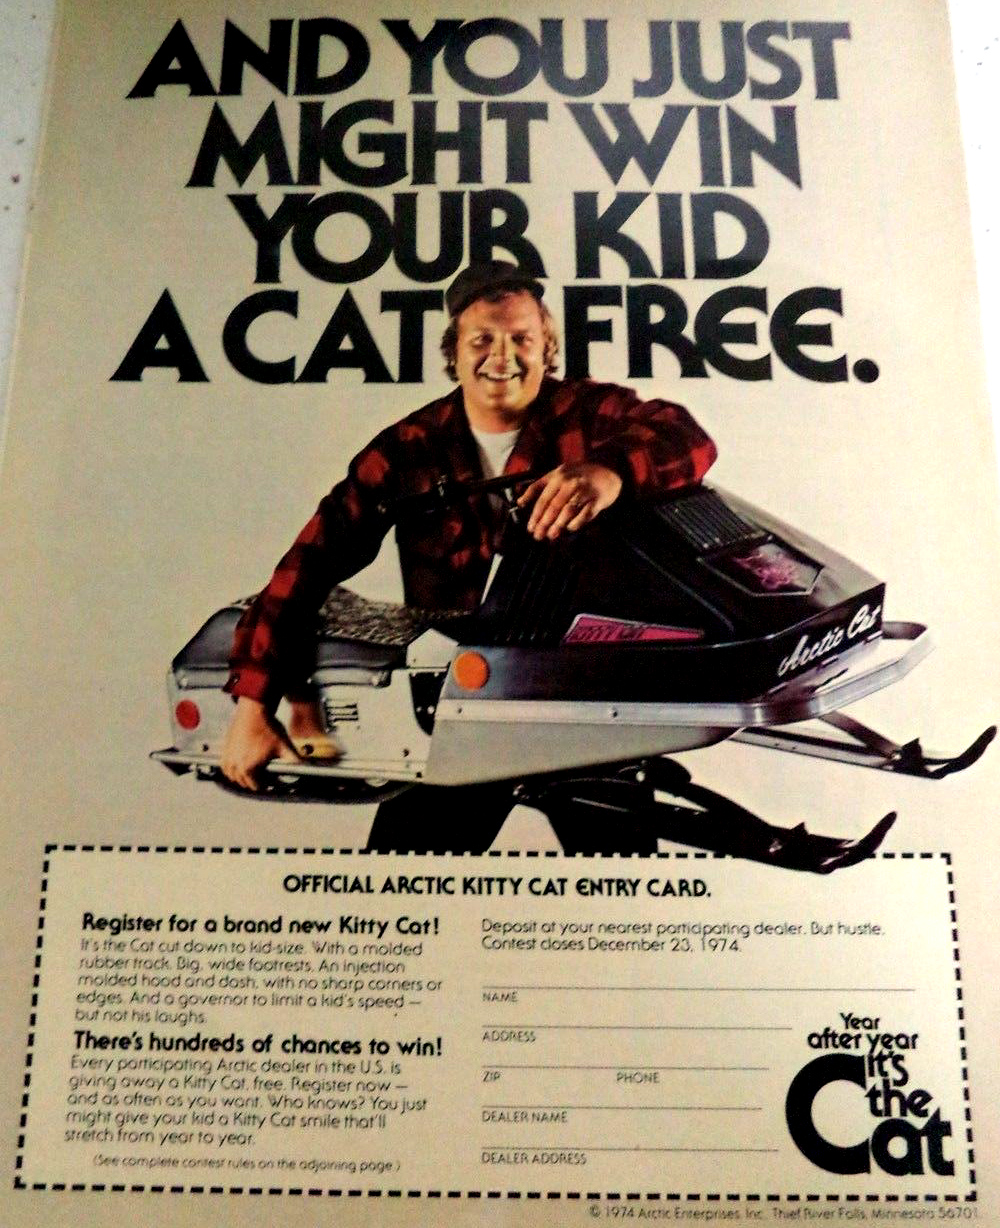 AND YOU JUST
MIGHT WIN
YOUR KID
A CAT FREE.
KITTY CAT
Arctic Cat
OFFICIAL ARCTIC KITTY CAT ENTRY CARD.
Register for a brand new Kitty Cat!
It's the Cat cut down to kid-size. With a molded
rubber track. Big, wide footrests. An injection
molded hood and dash, with no sharp corners or
edges. And a governor to limit a kid's speed —
but not his laughs.
There's hundreds of chances to win!
Every participating Arctic dealer in the U.S. is
giving away a Kitty Cat, free. Register now —
and as often as you want. Who knows? You just
might give your kid a Kitty Cat smile that'll
stretch from year to year.
(See complete contest rules on the adjoining page.)
Deposit at your nearest participating dealer. But hustle.
Contest closes December 23, 1974.
NAME
ADDRESS
ZIP PHONE
DEALER NAME
DEALER ADDRESS
Year
after year
it's
the
Cat
© 1974 Arctic Enterprises, Inc., Thief River Falls, Minnesota 56701